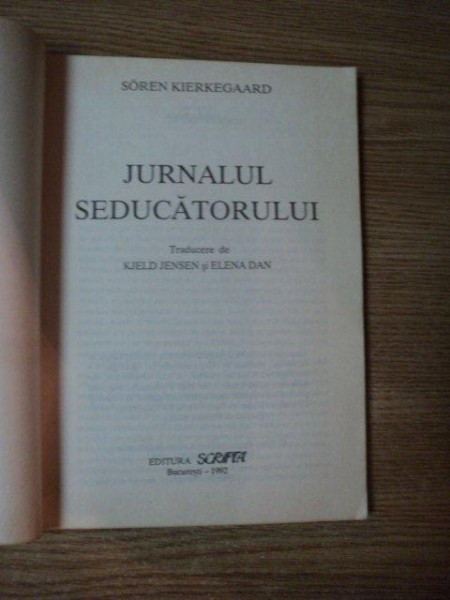 SÖREN KIERKEGAARD
JURNALUL
SEDUCĂTORULUI
Traducere de
KJELD JENSEN și ELENA DAN
EDITURA SCRIPTA
București - 1992